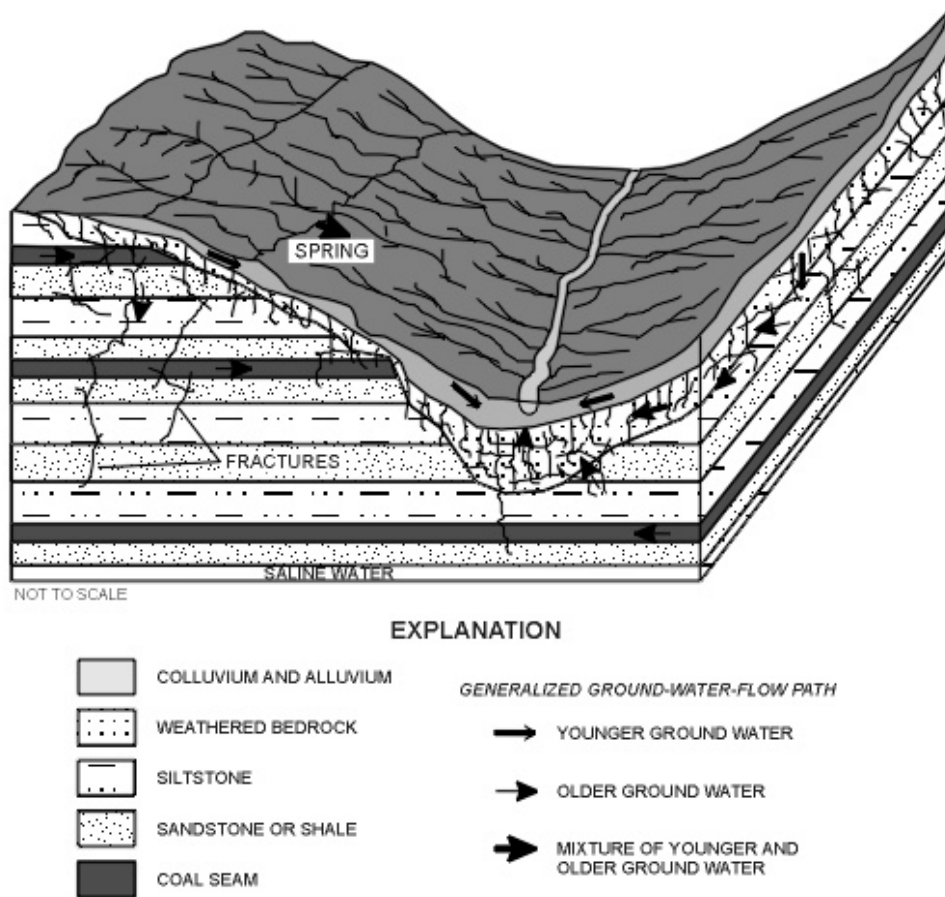 SPRING
FRACTURES
SALINE WATER
NOT TO SCALE
EXPLANATION
COLLUVIUM AND ALLUVIUM
WEATHERED BEDROCK
SILTSTONE
SANDSTONE OR SHALE
COAL SEAM
GENERALIZED GROUND-WATER-FLOW PATH
YOUNGER GROUND WATER
OLDER GROUND WATER
MIXTURE OF YOUNGER AND
OLDER GROUND WATER